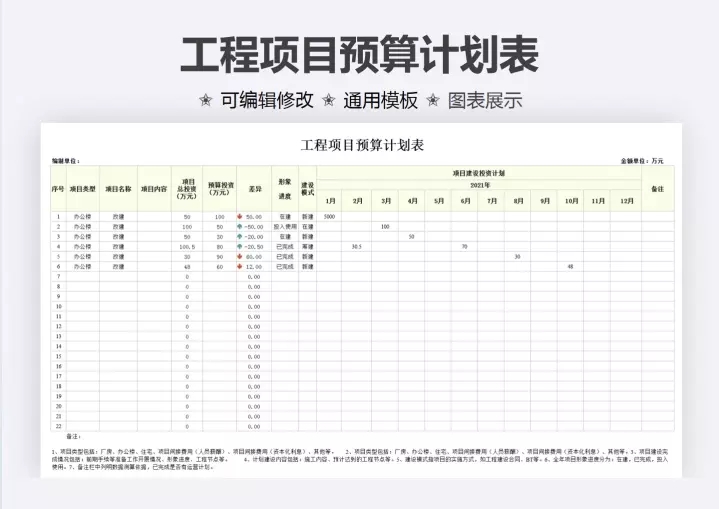 工程项目预算计划表
可编辑修改 通用模板 图表展示
工程项目预算计划表
编制单位： 金额单位：万元
序号 项目类型 项目名称 项目内容 项目总投资（万元） 预算投资（万元） 差异 形象进度 建设模式 项目建设投资计划 备注
2021年
1月 2月 3月 4月 5月 6月 7月 8月 9月 10月 11月 12月
1 办公楼 改建 50 100 50.00 在建 新建 5000
2 办公楼 改建 100 50 -50.00 投入使用 在建 100
3 办公楼 改建 50 30 -20.00 在建 新建 50
4 办公楼 改建 100.5 80 -20.50 已完成 筹建 30.5 70
5 办公楼 改建 30 90 60.00 已完成 新建 30
6 办公楼 改建 48 60 12.00 已完成 新建 48
7 0 0.00
8 0 0.00
9 0 0.00
10 0 0.00
11 0 0.00
12 0 0.00
13 0 0.00
14 0 0.00
15 0 0.00
16 0 0.00
17 0 0.00
18 0 0.00
19 0 0.00
20 0 0.00
21 0 0.00
22 0 0.00
备注：
1、项目类型包括：厂房、办公楼、住宅、项目间接费用（人员薪酬）、项目间接费用（资本化利息）、其他等。 2、项目类型包括：厂房、办公楼、住宅、项目间接费用（人员薪酬）、项目间接费用（资本化利息）、其他等；3、项目建设完
成情况包括：前期手续等准备工作开展情况、形象进度、工程节点等。 4、计划建设内容包括：施工内容、预计达到的工程节点等；5、建设模式指项目的实施方式，如工程建设合同、BT等。6、全年项目形象进度分为：在建、已完成、投入
使用。7、备注栏中列明数据测算依据，已完成是否有运营计划。